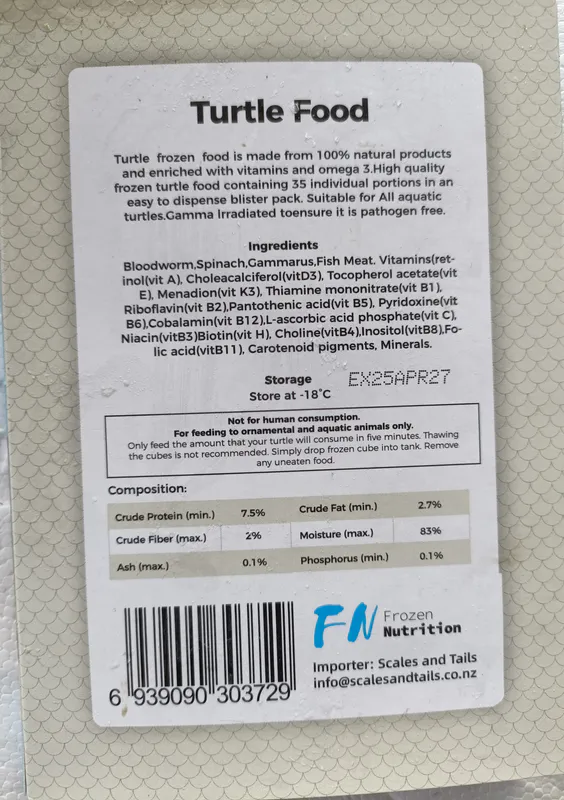 Turtle Food
Turtle frozen food is made from 100% natural products
and enriched with vitamins and omega 3.High quality
frozen turtle food containing 35 individual portions in an
easy to dispense blister pack. Suitable for All aquatic
turtles.Gamma Irradiated toensure it is pathogen free.
Ingredients
Bloodworm,Spinach,Gammarus,Fish Meat. Vitamins(ret-
inol(vit A), Choleacalciferol(vitD3), Tocopherol acetate(vit
E), Menadion(vit K3), Thiamine mononitrate(vit B1),
Riboflavin(vit B2),Pantothenic acid(vit B5), Pyridoxine(vit
B6),Cobalamin(vit B12),L-ascorbic acid phosphate(vit C),
Niacin(vitB3)Biotin(vit H), Choline(vitB4),Inositol(vitB8),Fo-
lic acid(vitB11), Carotenoid pigments, Minerals.
Storage EX25APR27
Store at -18°C
Not for human consumption.
For feeding to ornamental and aquatic animals only.
Only feed the amount that your turtle will consume in five minutes. Thawing
the cubes is not recommended. Simply drop frozen cube into tank. Remove
any uneaten food.
Composition:
Crude Protein (min.) 7.5% Crude Fat (min.) 2.7%
Crude Fiber (max.) 2% Moisture (max.) 83%
Ash (max.) 0.1% Phosphorus (min.) 0.1%
FN Frozen
Nutrition
Importer: Scales and Tails
info@scalesandtails.co.nz
6 939090 303729